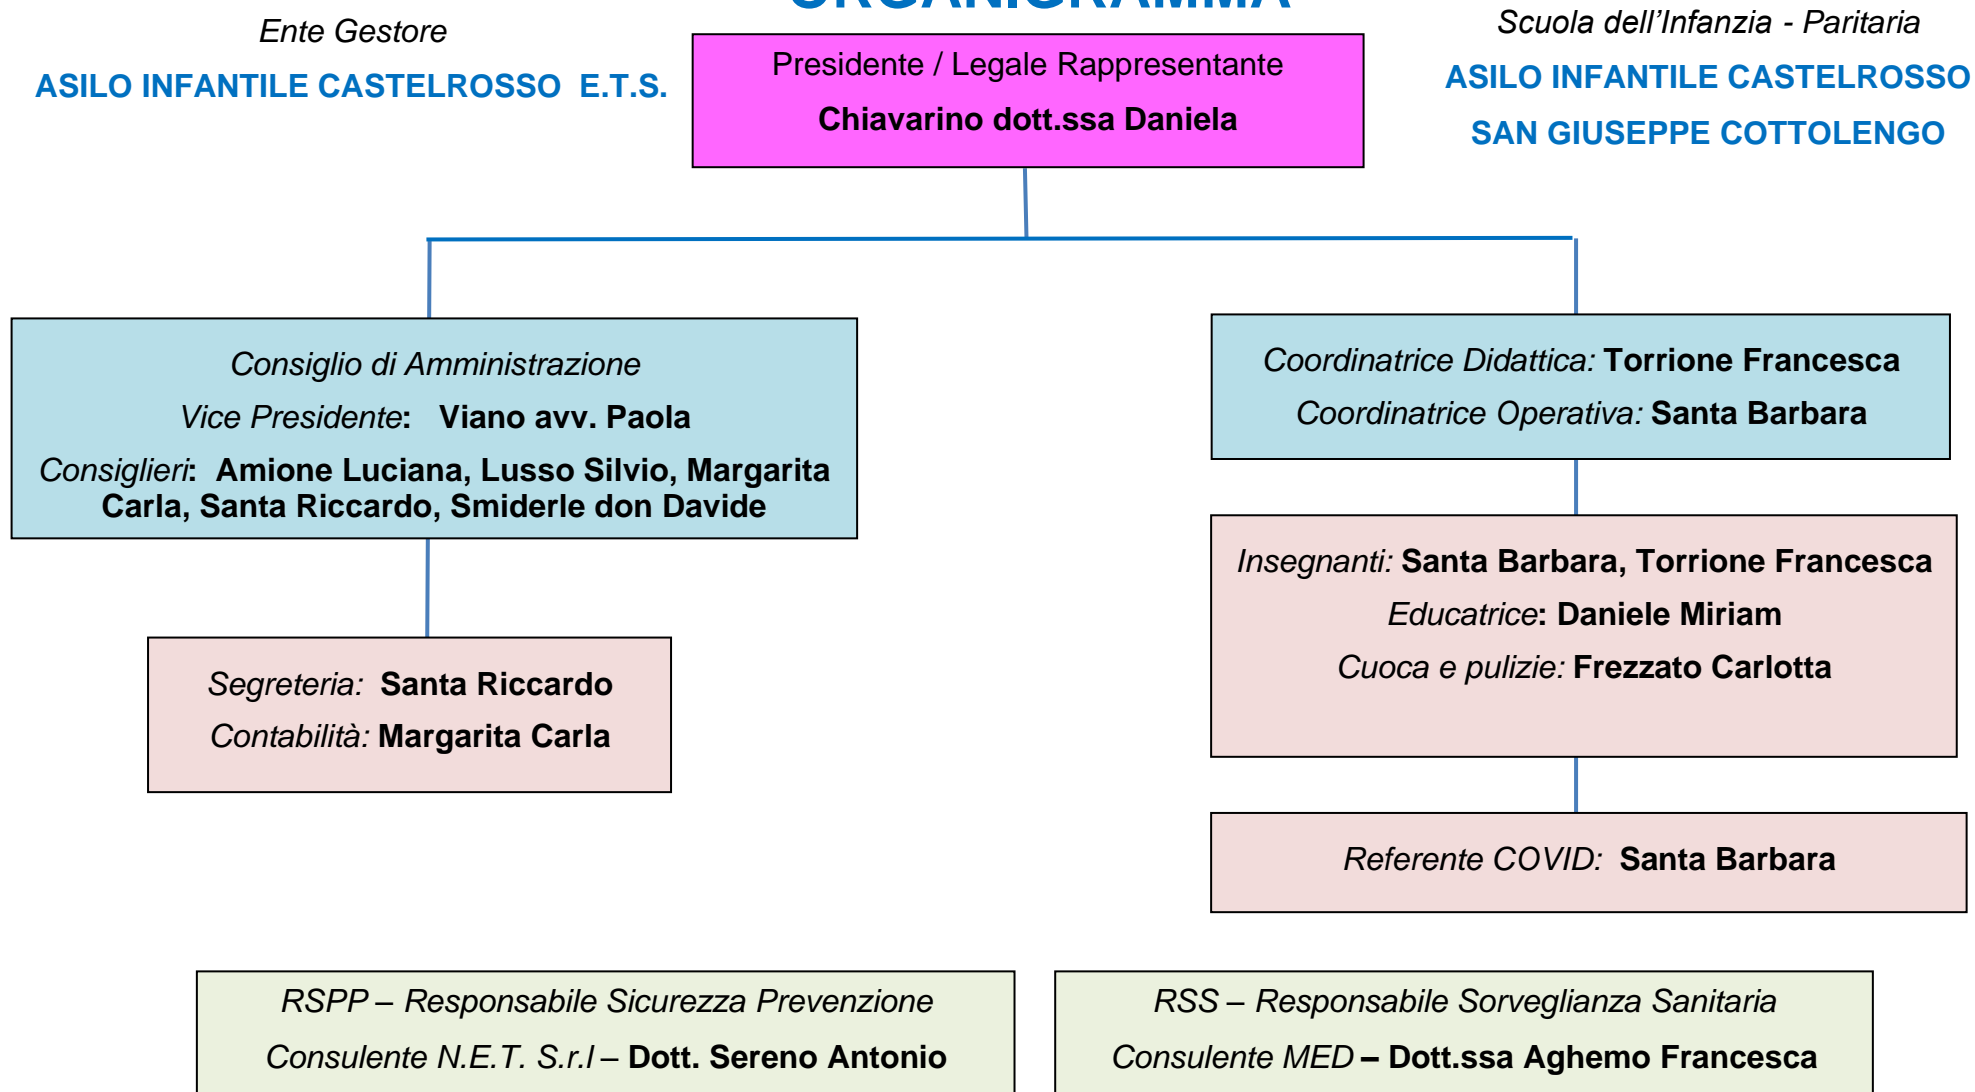 ORGANIGRAMMA
Ente Gestore
ASILO INFANTILE CASTELROSSO E.T.S.
Presidente / Legale Rappresentante
Chiavarino dott.ssa Daniela
Scuola dell’Infanzia - Paritaria
ASILO INFANTILE CASTELROSSO
SAN GIUSEPPE COTTOLENGO
Consiglio di Amministrazione
Vice Presidente: Viano avv. Paola
Consiglieri: Amione Luciana, Lusso Silvio, Margarita
Carla, Santa Riccardo, Smiderle don Davide
Segreteria: Santa Riccardo
Contabilità: Margarita Carla
Coordinatrice Didattica: Torrione Francesca
Coordinatrice Operativa: Santa Barbara
Insegnanti: Santa Barbara, Torrione Francesca
Educatrice: Daniele Miriam
Cuoca e pulizie: Frezzato Carlotta
Referente COVID: Santa Barbara
RSPP – Responsabile Sicurezza Prevenzione
Consulente N.E.T. S.r.l – Dott. Sereno Antonio
RSS – Responsabile Sorveglianza Sanitaria
Consulente MED – Dott.ssa Aghemo Francesca